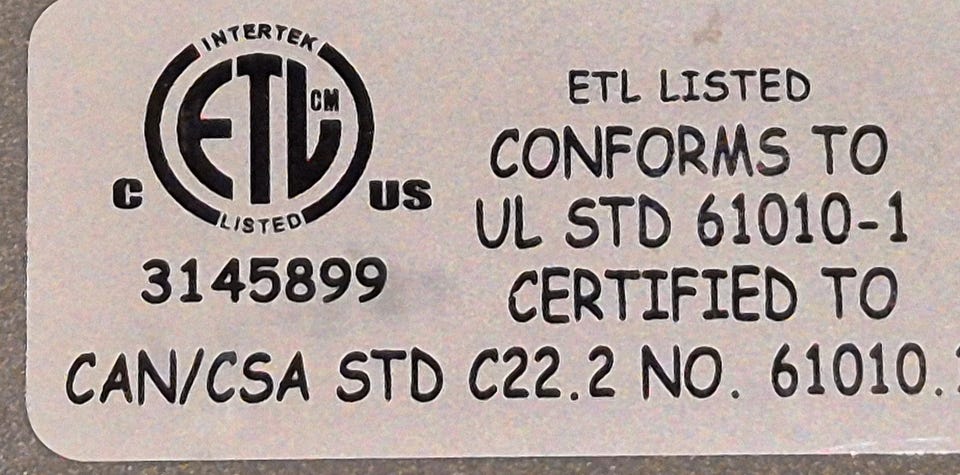 INTERTEK
ETL CM
C US
LISTED
3145899
ETL LISTED
CONFORMS TO
UL STD 61010-1
CERTIFIED TO
CAN/CSA STD C22.2 NO. 61010.